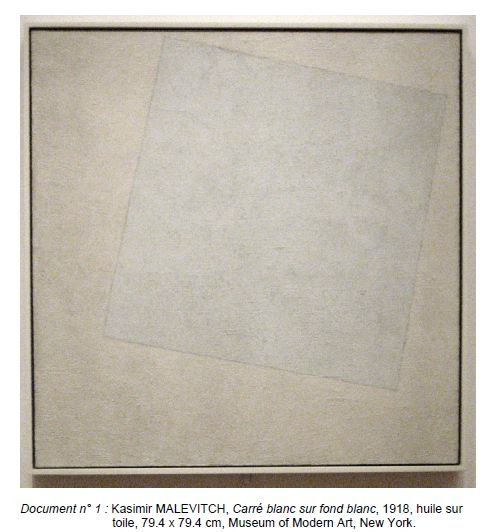 Document n° 1 : Kasimir MALEVITCH, Carré blanc sur fond blanc, 1918, huile sur
toile, 79.4 x 79.4 cm, Museum of Modern Art, New York.